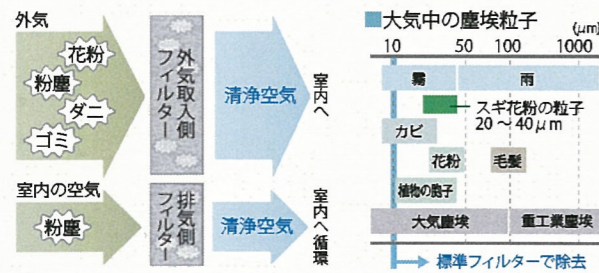 外気
花粉
粉塵
ダニ
ゴミ
外気取入側
フィルター
清浄空気
室内へ
室内の空気
粉塵
排気側
フィルター
清浄空気
室内へ循環
大気中の塵埃粒子
(μm)
10 50 100 1000
霧 雨
スギ花粉の粒子
20〜40μm
カビ
花粉 毛髪
植物の胞子
大気塵埃 重工業塵埃
標準フィルターで除去